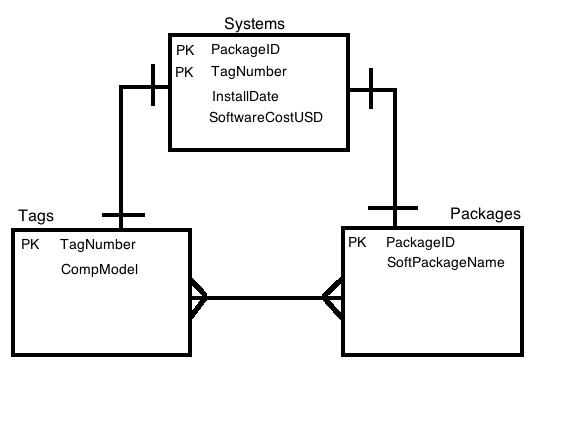 Systems
PK PackageID
PK TagNumber
InstallDate
SoftwareCostUSD
Tags
PK TagNumber
CompModel
Packages
PK PackageID
SoftPackageName